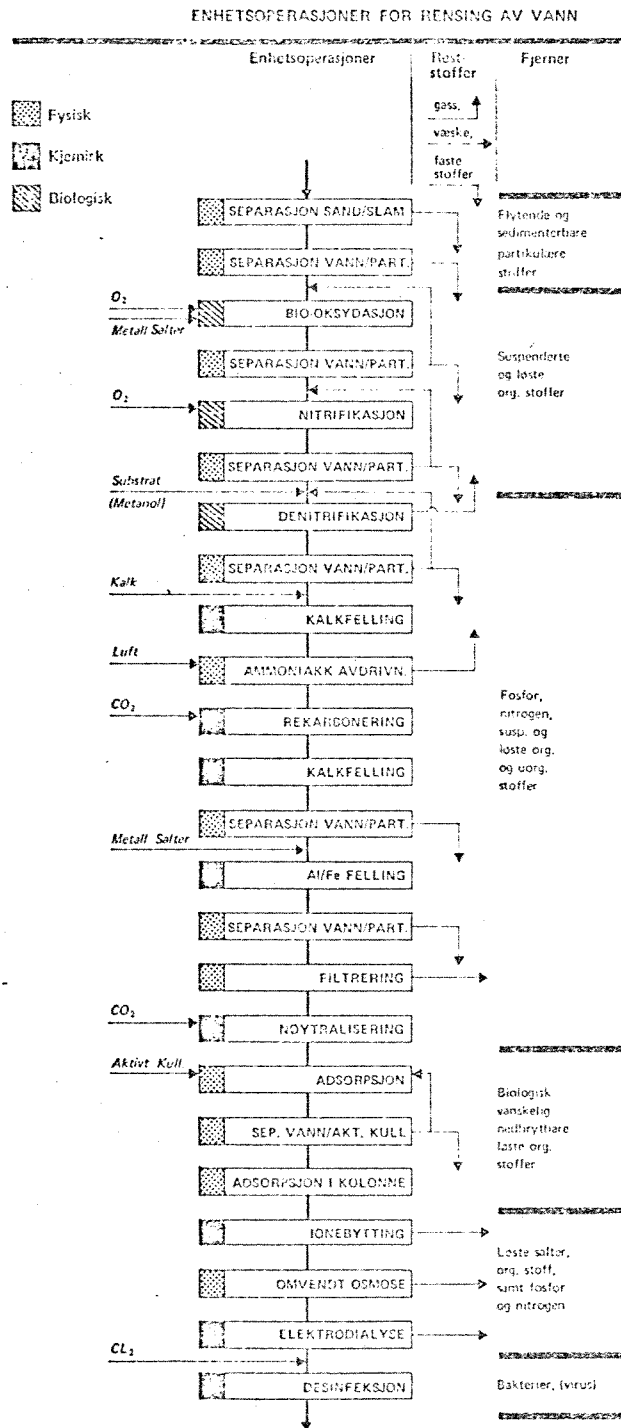 ENHETSOPERASJONER FOR RENSING AV VANN
Enhetsoperasjoner
Rest-
stoffer
Fjerner
gass,
væske,
faste
stoffer
Fysisk
Kjemirk
Biologisk
SEPARASJON SAND/SLAM
Flytende og
sedimenterbare
partikulære
stoffer
SEPARASJON VANN/PART.
O₂
Metall Salter
BIO-OKSYDASJON
SEPARASJON VANN/PART.
Suspenderte
og løste
org. stoffer
O₂
NITRIFIKASJON
SEPARASJON VANN/PART.
Substrat
(Metanol)
DENITRIFIKASJON
SEPARASJON VANN/PART.
Kalk
KALKFELLING
Luft
AMMONIAKK AVDRIVN.
CO₂
REKARBONERING
Fosfor,
nitrogen,
susp. og
løste org.
og uorg.
stoffer
KALKFELLING
SEPARASJON VANN/PART.
Metall Salter
Al/Fe FELLING
SEPARASJON VANN/PART.
FILTRERING
CO₂
NØYTRALISERING
Aktivt Kull
ADSORPSJON
Biologisk
vanskelig
nedbrytbare
løste org.
stoffer
SEP. VANN/AKT. KULL
ADSORPSJON I KOLONNE
IONEBYTTING
Løste salter,
org. stoff,
samt fosfor
og nitrogen
OMVENDT OSMOSE
ELEKTRODIALYSE
CL₂
DESINFEKSJON
Bakterier, (virus)